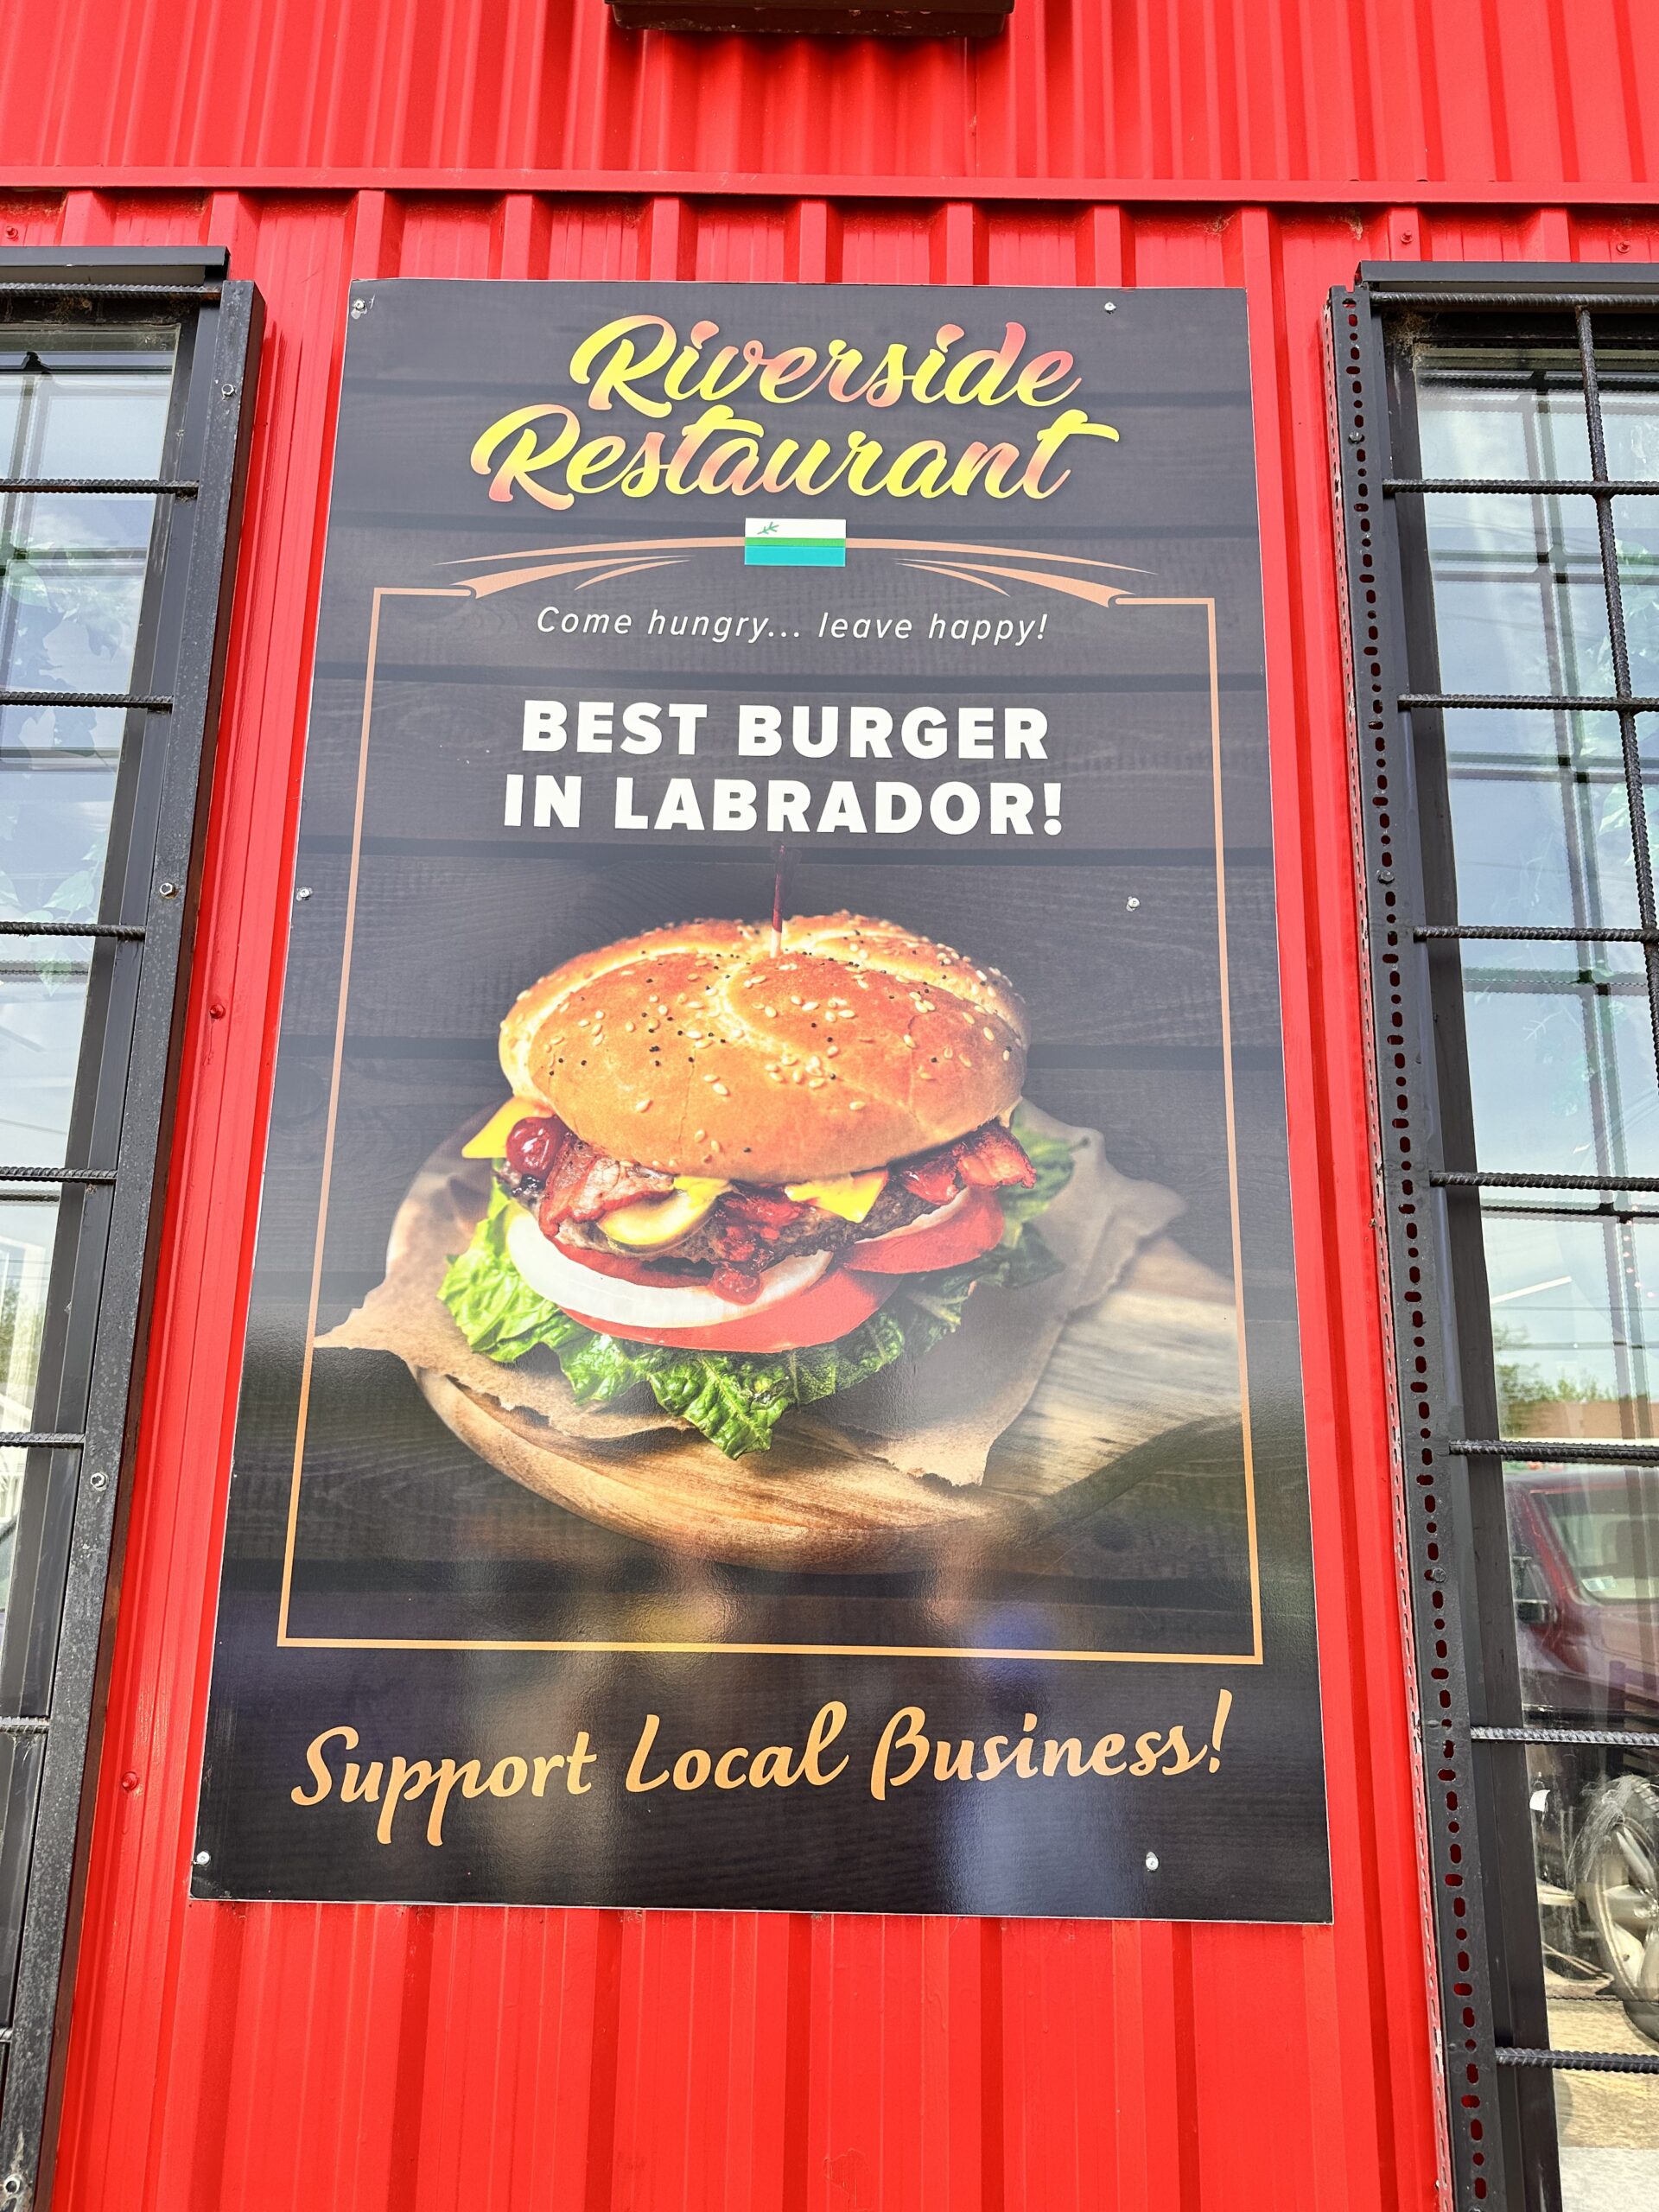 Riverside
Restaurant
Come hungry... leave happy!
BEST BURGER
IN LABRADOR!
Support Local Business!